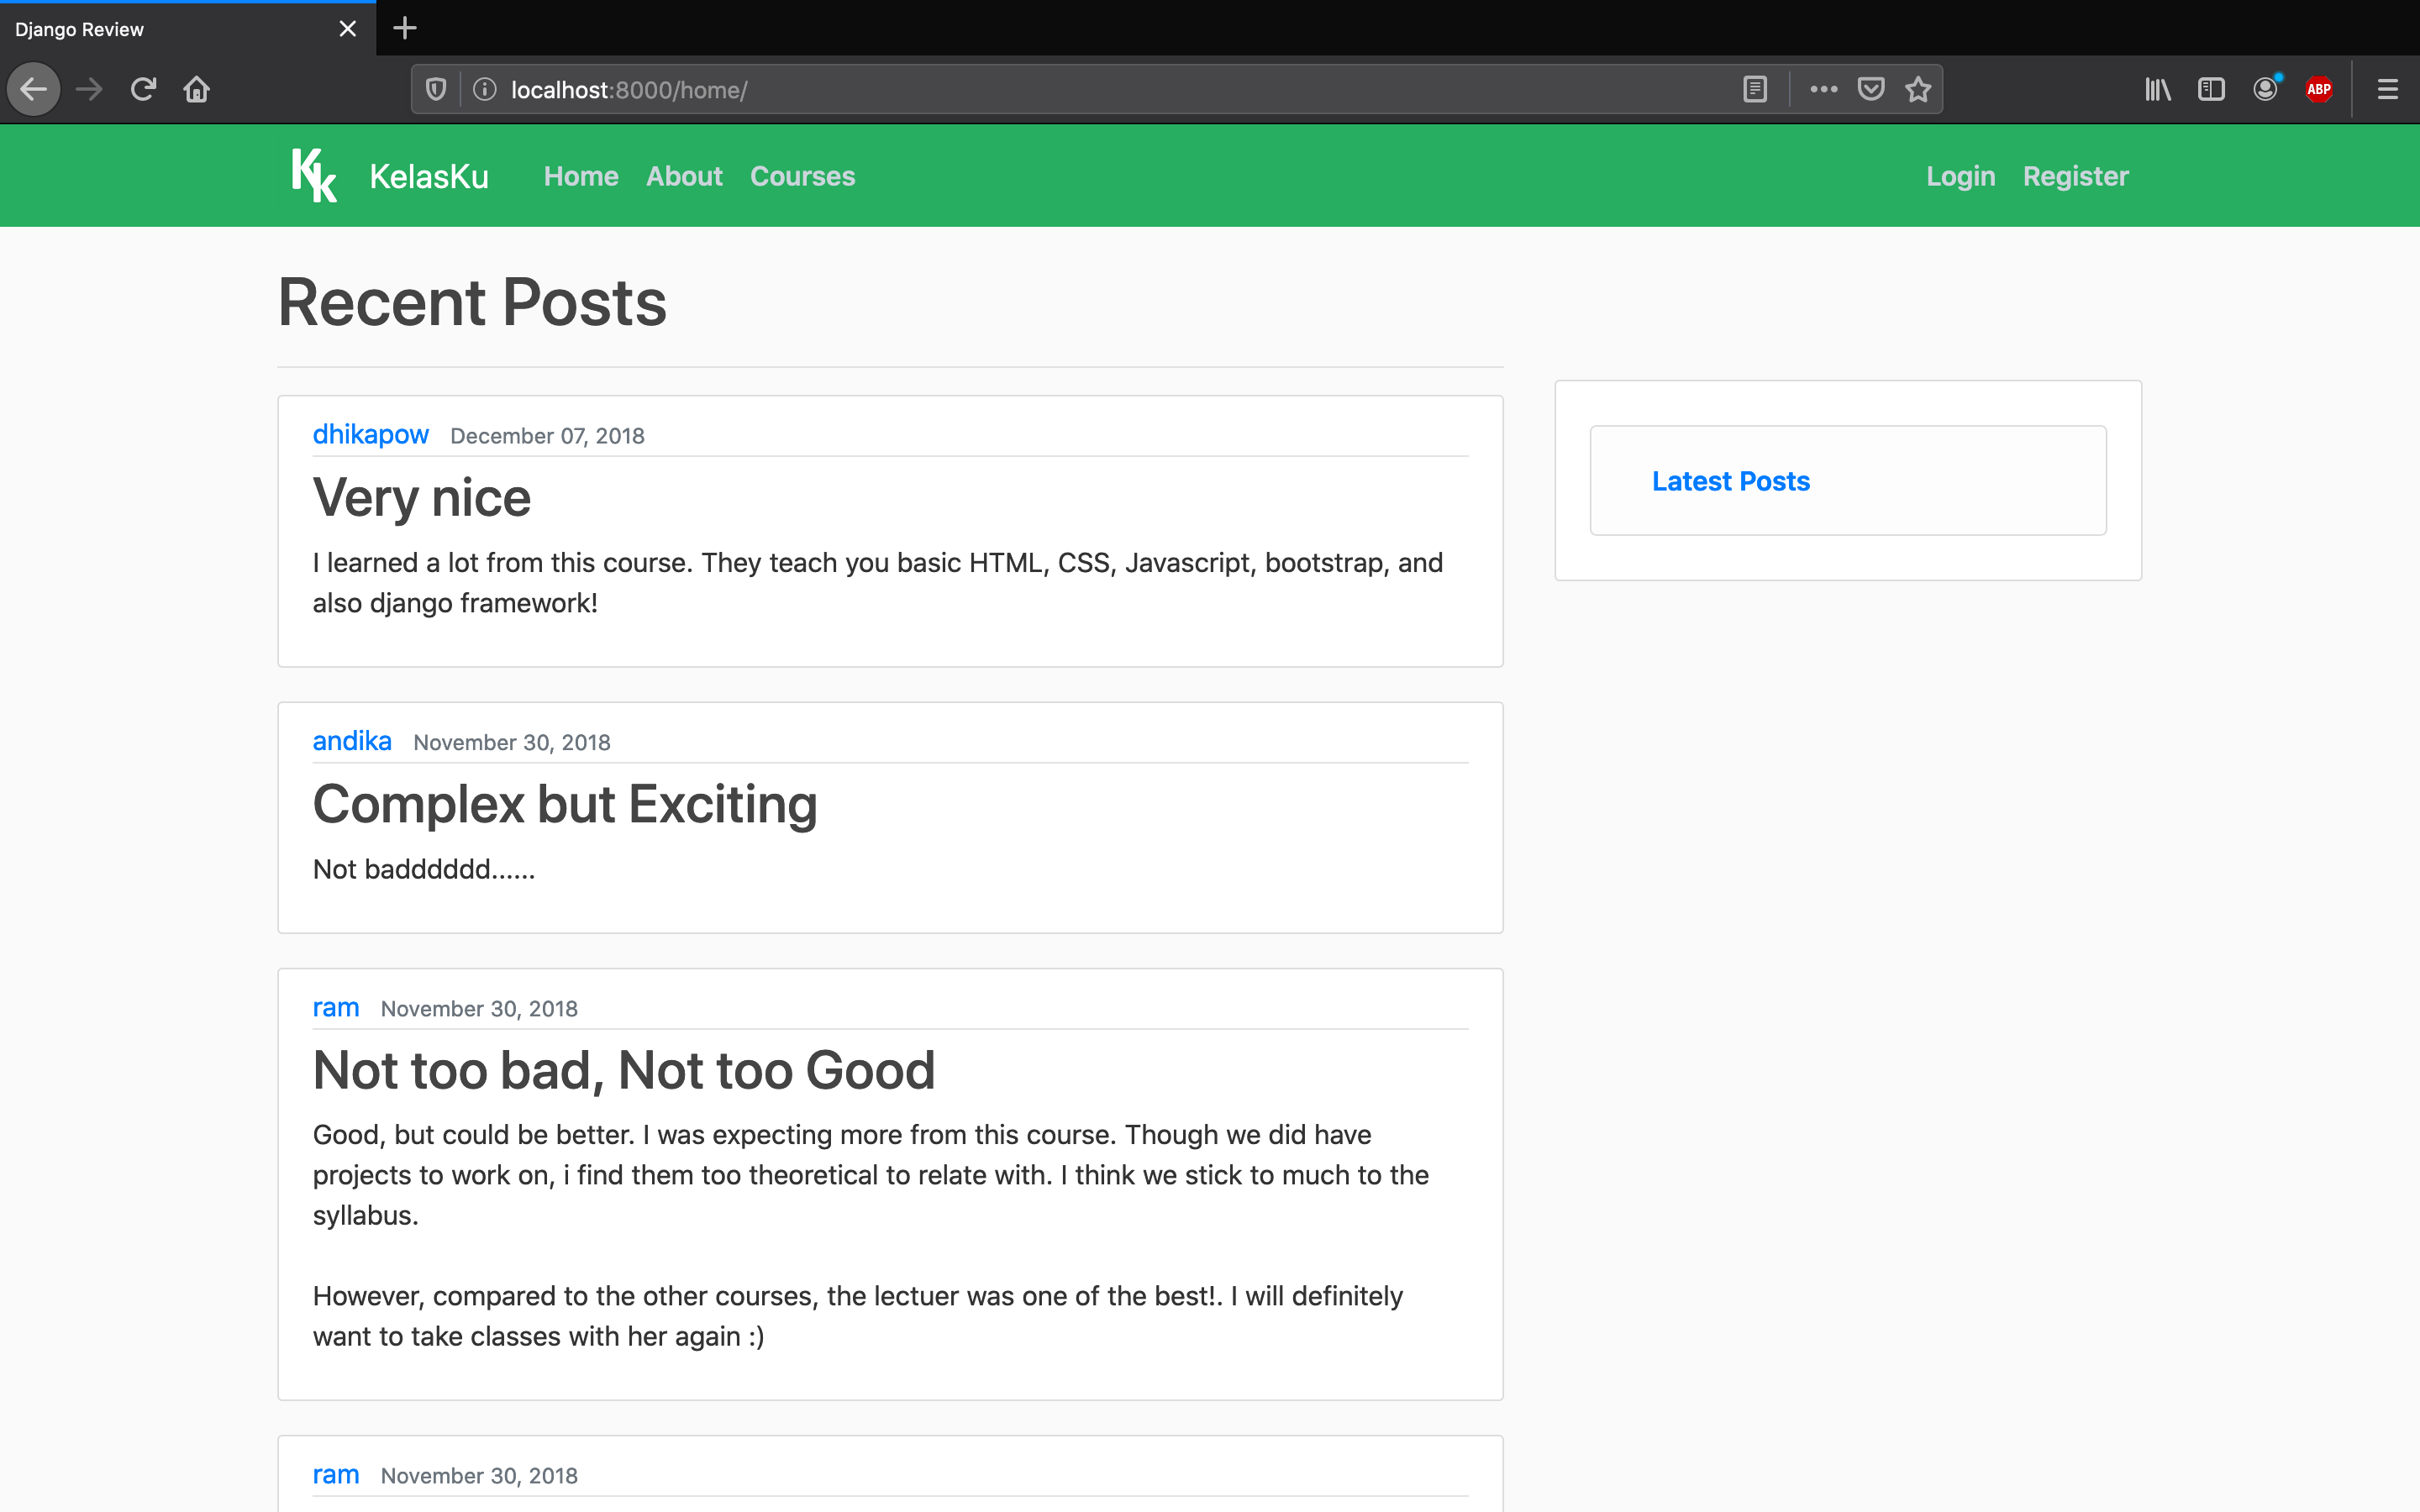 Django Review
localhost:8000/home/
ABP
Kk KelasKu Home About Courses Login Register
Recent Posts
dhikapow December 07, 2018
Very nice
I learned a lot from this course. They teach you basic HTML, CSS, Javascript, bootstrap, and
also django framework!
Latest Posts
andika November 30, 2018
Complex but Exciting
Not badddddd......
ram November 30, 2018
Not too bad, Not too Good
Good, but could be better. I was expecting more from this course. Though we did have
projects to work on, i find them too theoretical to relate with. I think we stick to much to the
syllabus.
However, compared to the other courses, the lectuer was one of the best!. I will definitely
want to take classes with her again :)
ram November 30, 2018